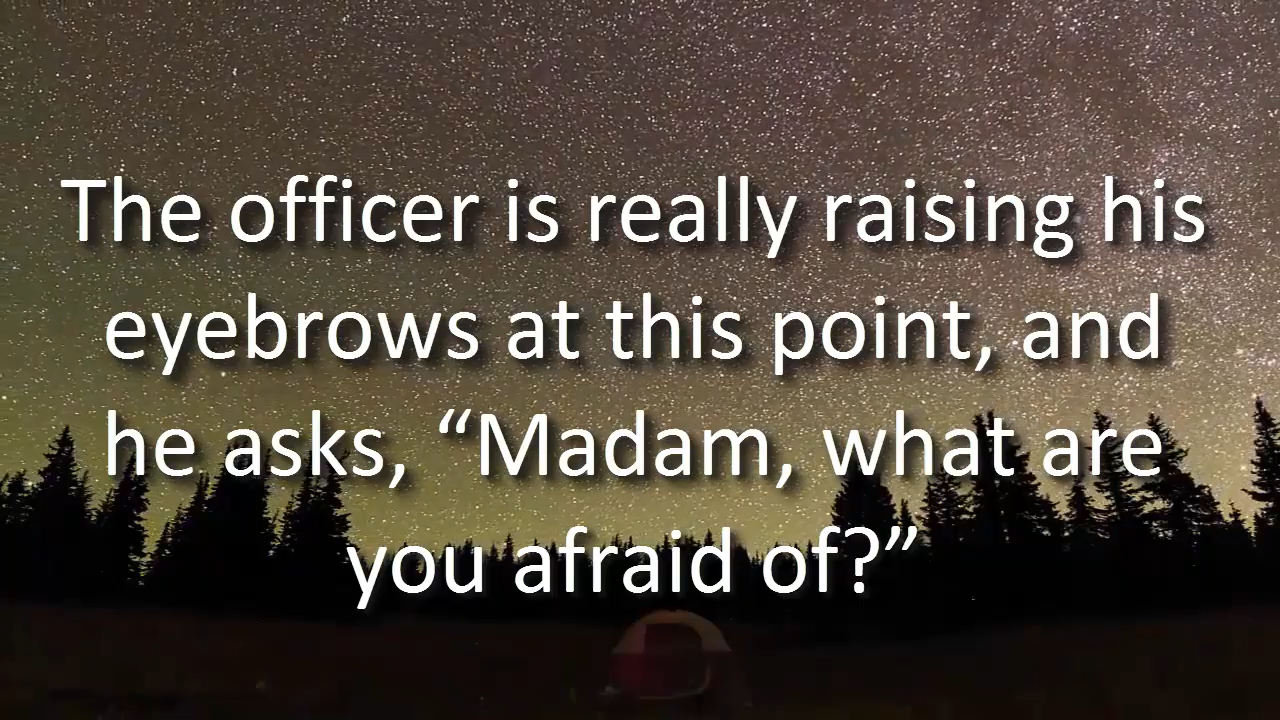 The officer is really raising his
eyebrows at this point, and
he asks, “Madam, what are
you afraid of?”